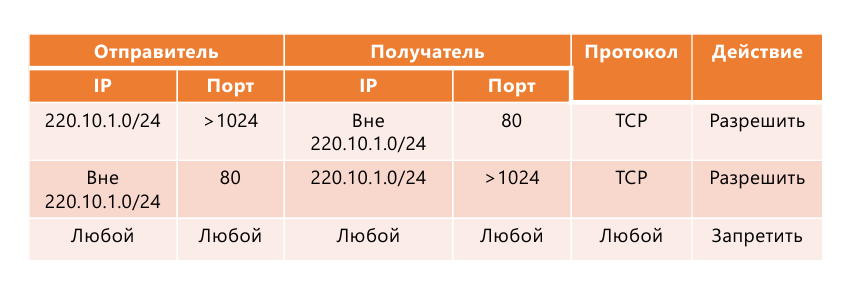 Отправитель Получатель Протокол Действие
IP Порт IP Порт
220.10.1.0/24 >1024 Вне 220.10.1.0/24 80 TCP Разрешить
Вне 220.10.1.0/24 80 220.10.1.0/24 >1024 TCP Разрешить
Любой Любой Любой Любой Любой Запретить